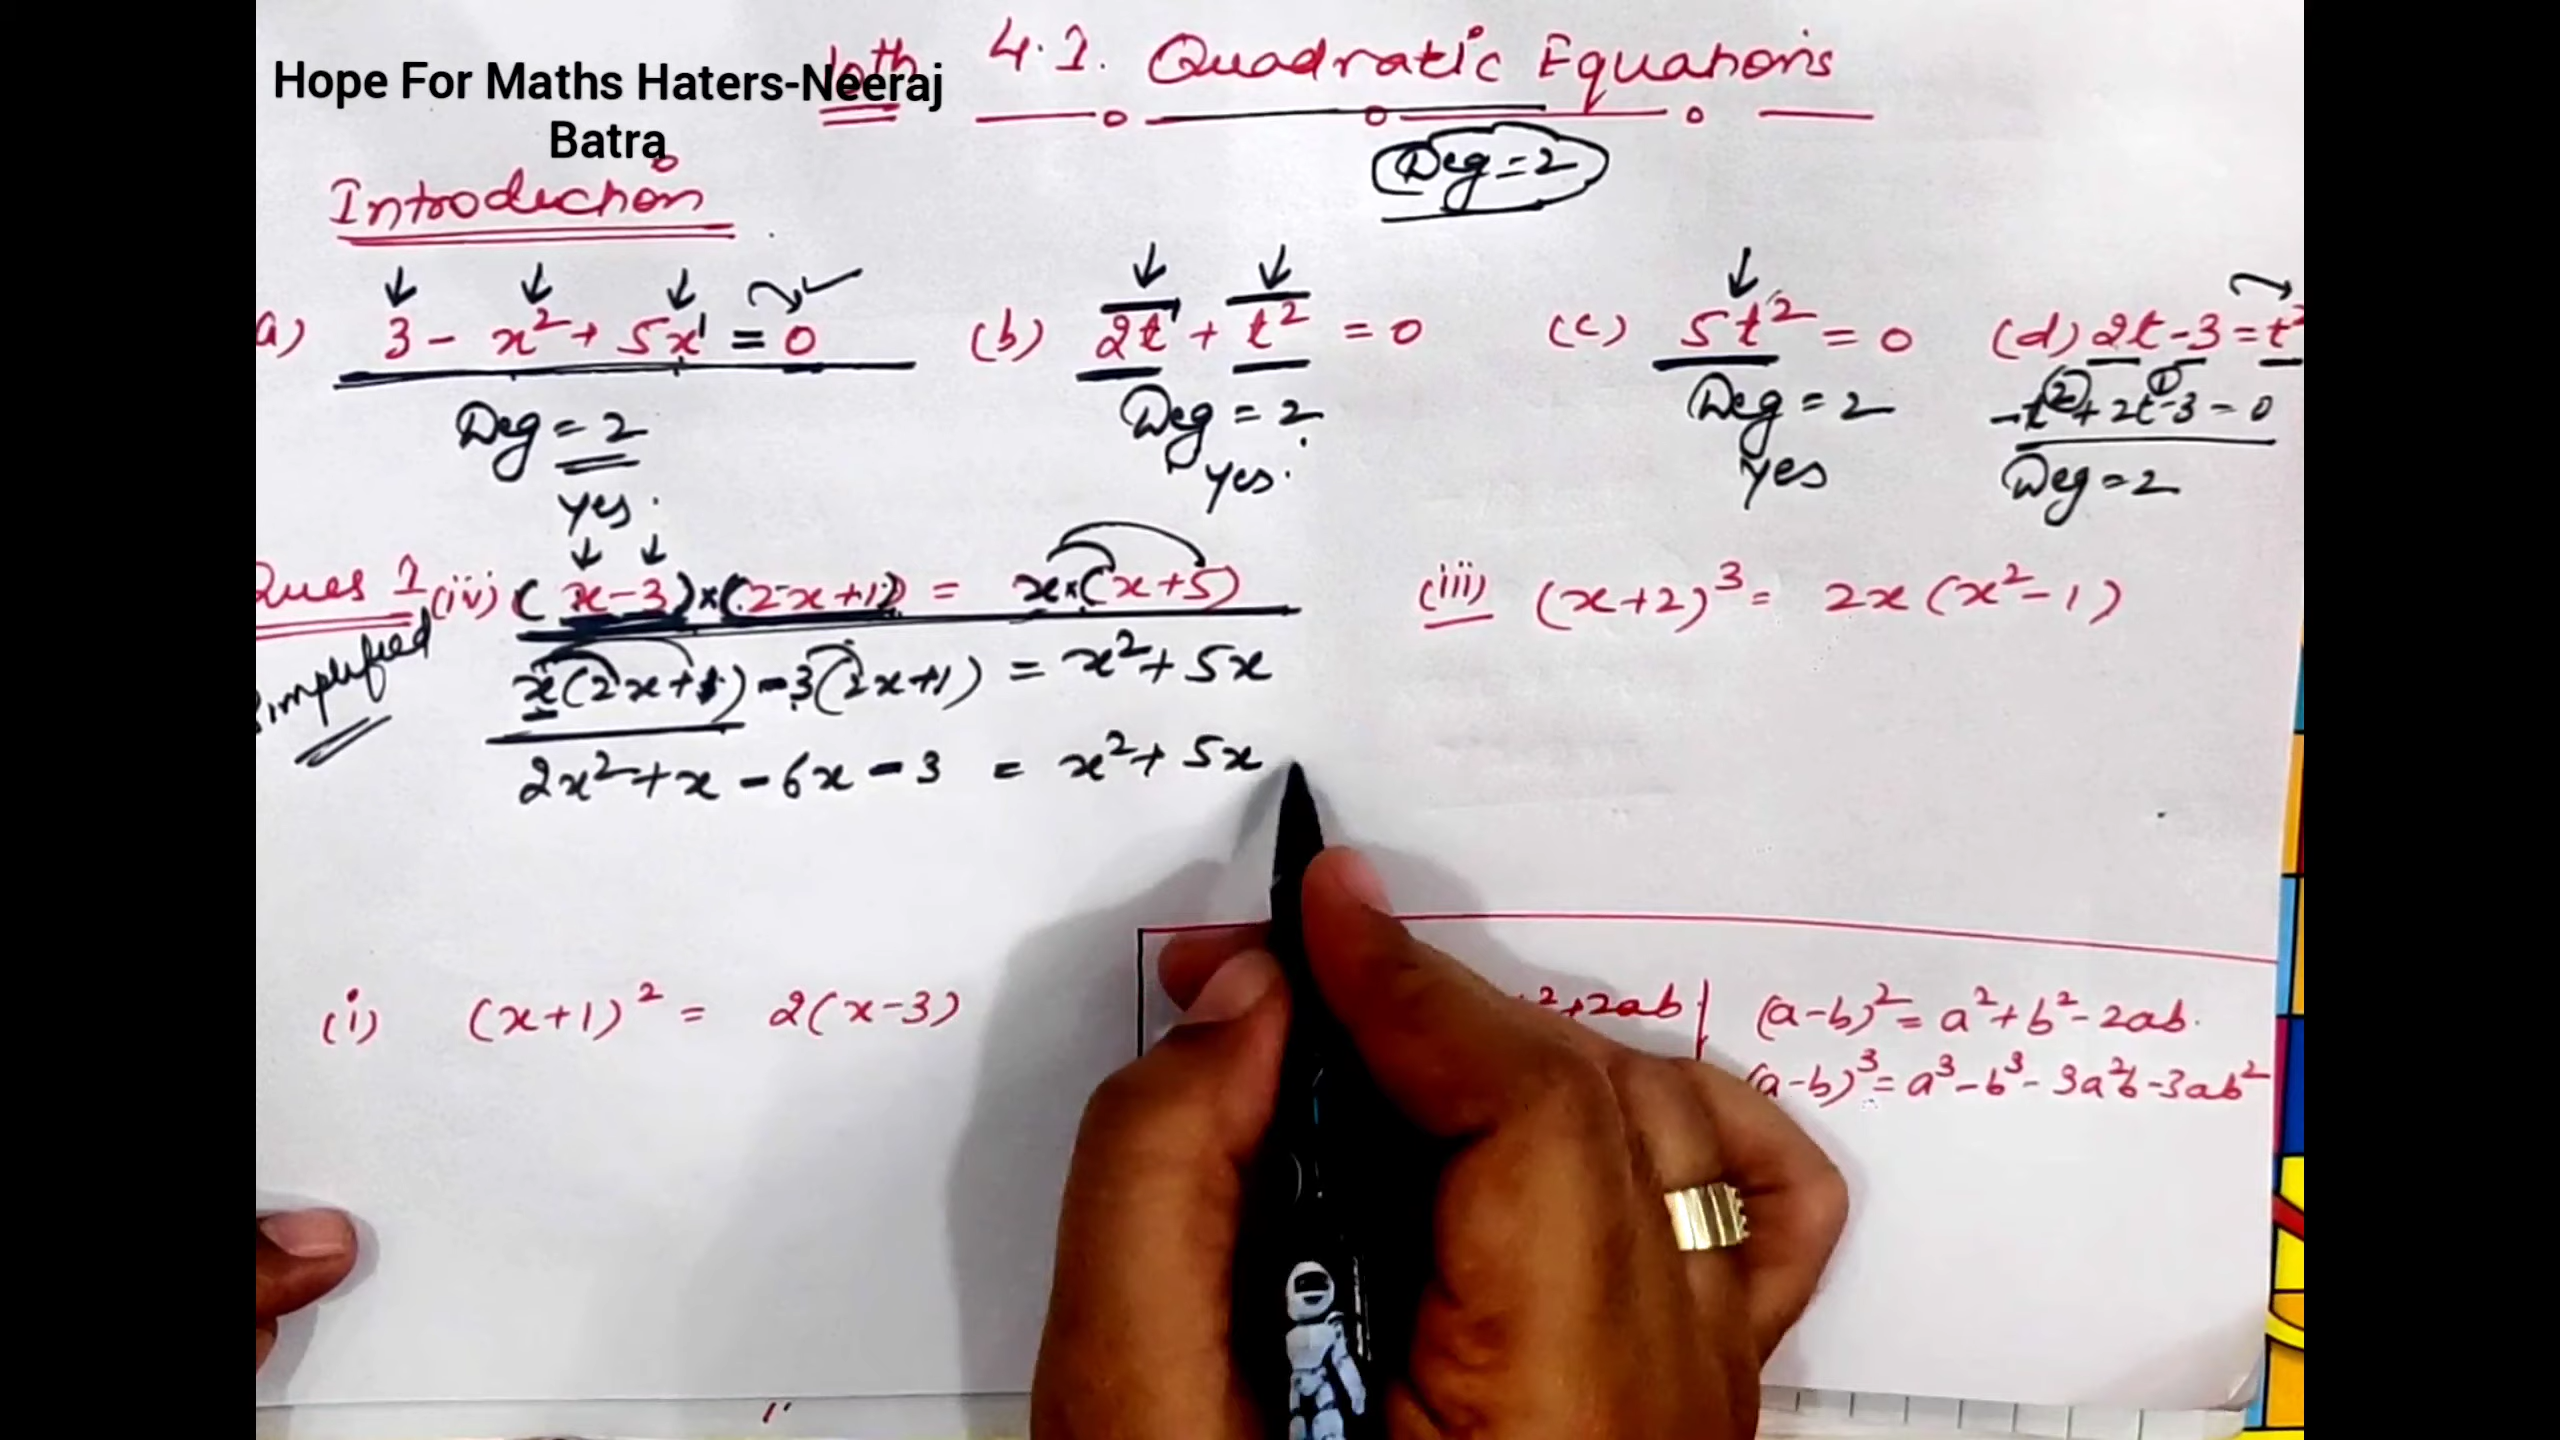 Hope For Maths Haters-Neeraj
Batra
10th 4.1. Quadratic Equations
Deg = 2
Introduction
a) 3 - x² + 5x¹ = 0
(b) 2t¹ + t² = 0
(c) 5t² = 0
(d) 2t - 3 = t²
Deg = 2
yes.
Deg = 2
yes.
Deg = 2
yes
-t² + 2t - 3 = 0
Deg = 2
Ques 1 (iv) (x-3)×(2x+1) = x×(x+5)
Simplified
x(2x+1) - 3(2x+1) = x² + 5x
2x² + x - 6x - 3 = x² + 5x
(iii) (x+2)³ = 2x(x²-1)
(i) (x+1)² = 2(x-3)
²+2ab
(a-b)² = a²+b²-2ab.
(a-b)³ = a³-b³-3a²b-3ab²